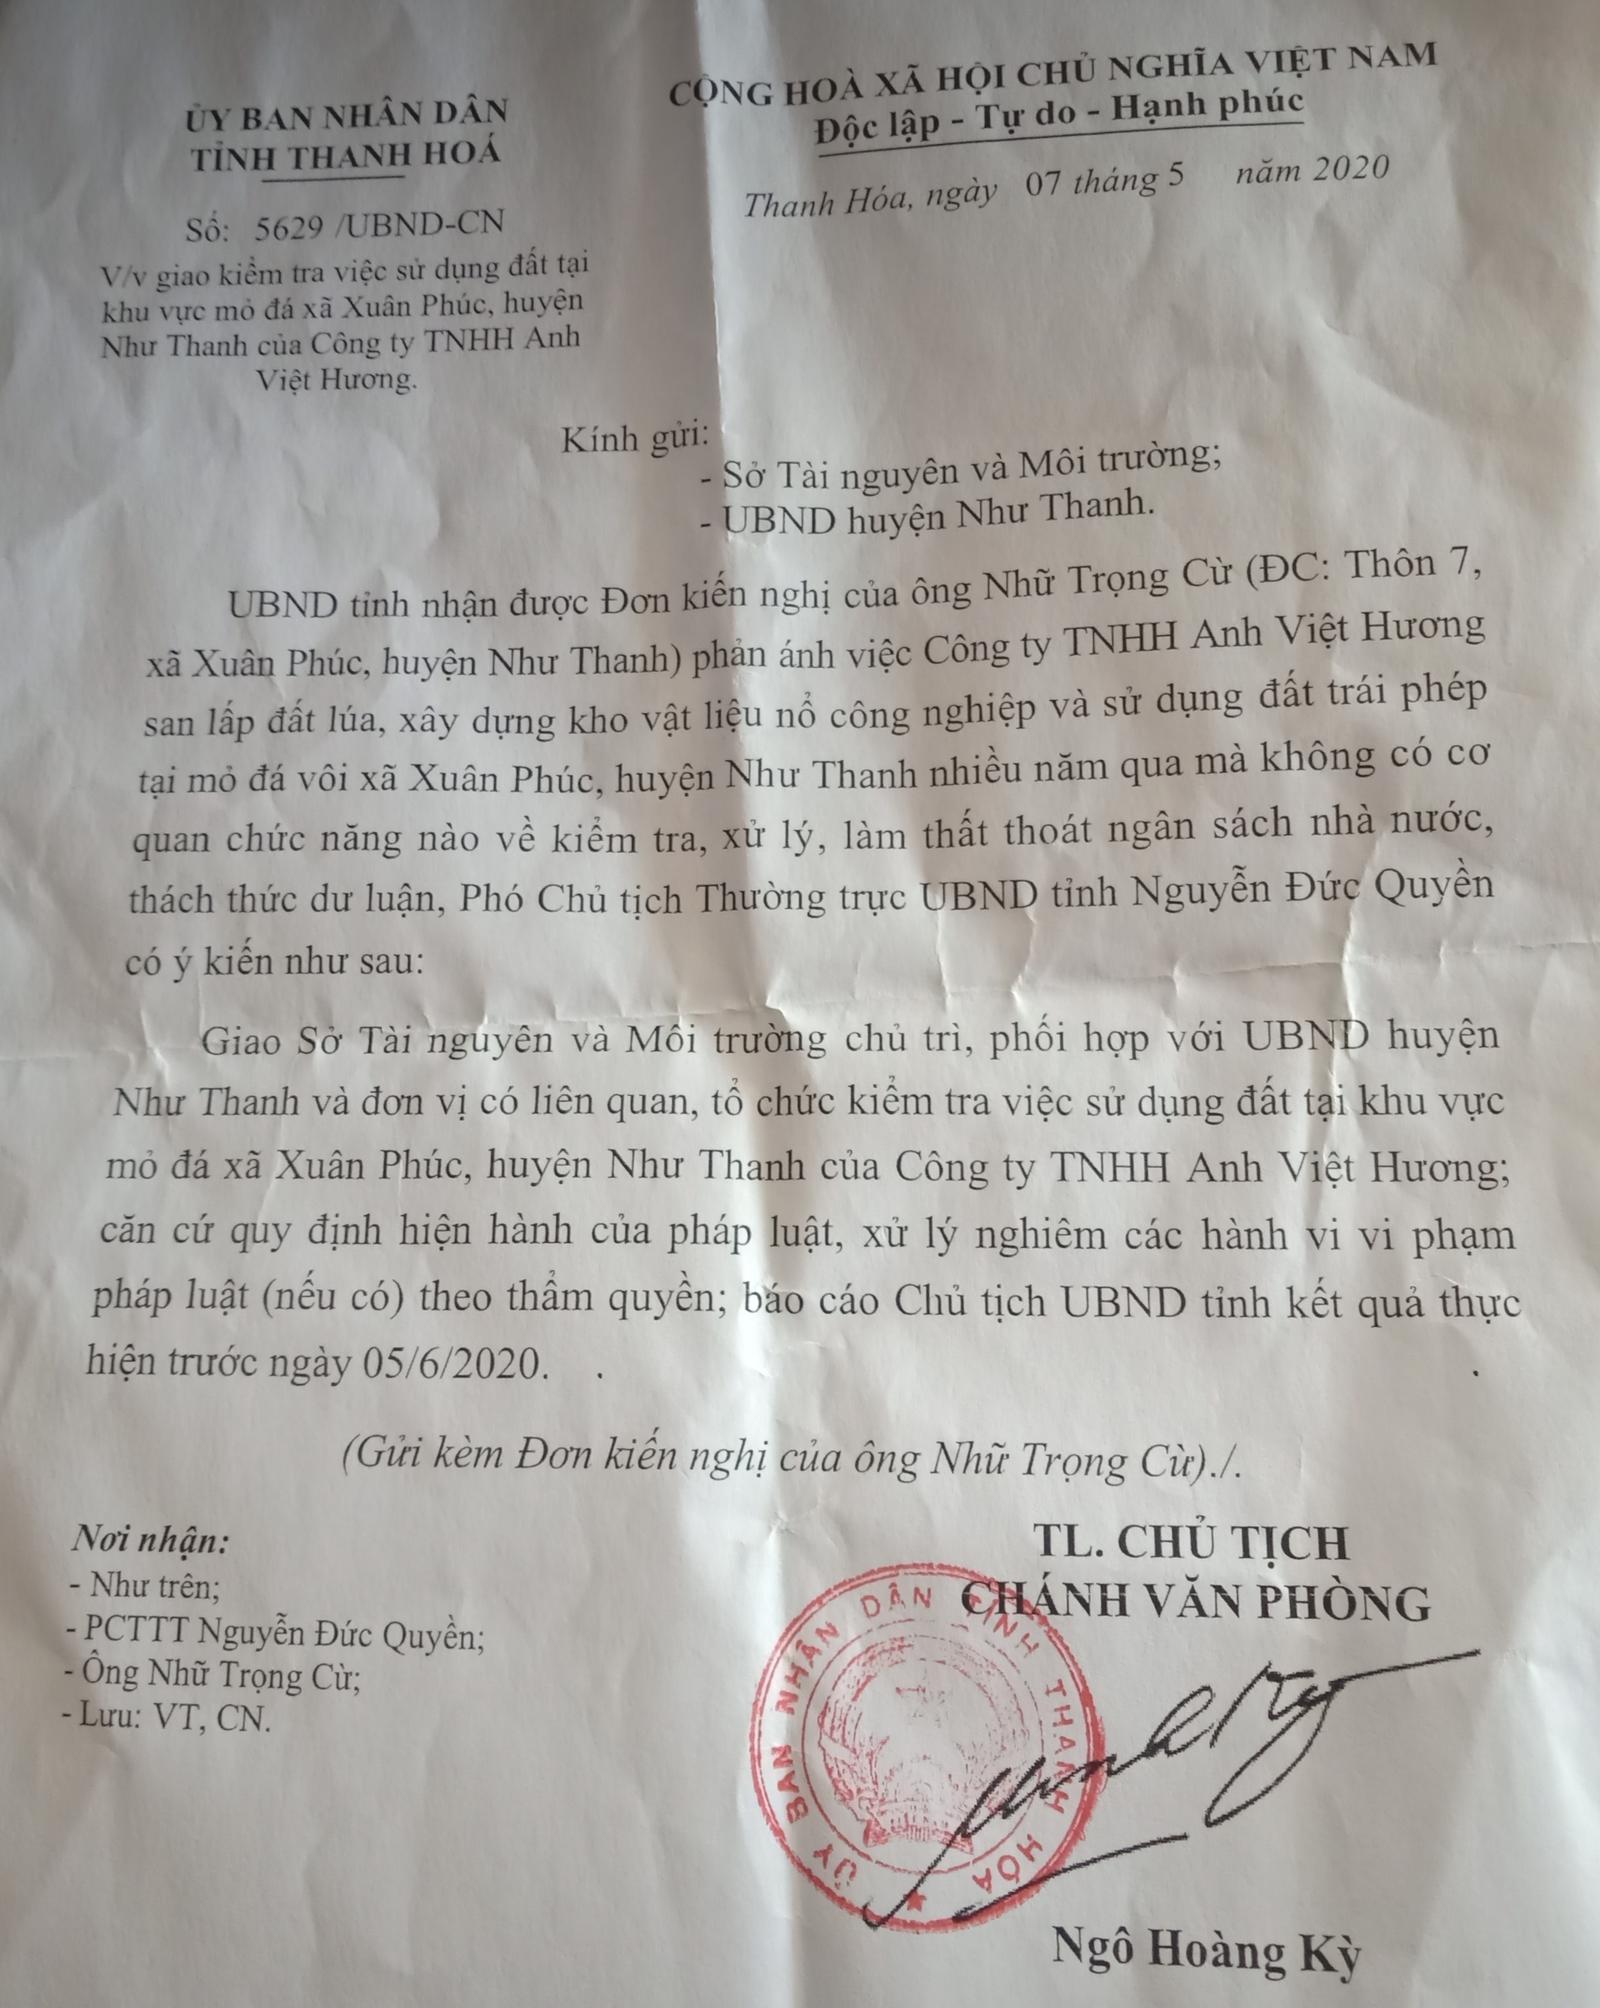 ỦY BAN NHÂN DÂN
TỈNH THANH HOÁ
CỘNG HOÀ XÃ HỘI CHỦ NGHĨA VIỆT NAM
Độc lập - Tự do - Hạnh phúc
Số: 5629 /UBND-CN
Thanh Hóa, ngày 07 tháng 5 năm 2020
V/v giao kiểm tra việc sử dụng đất tại
khu vực mỏ đá xã Xuân Phúc, huyện
Như Thanh của Công ty TNHH Anh
Việt Hương.
Kính gửi:
- Sở Tài nguyên và Môi trường;
- UBND huyện Như Thanh.
UBND tỉnh nhận được Đơn kiến nghị của ông Nhữ Trọng Cừ (ĐC: Thôn 7,
xã Xuân Phúc, huyện Như Thanh) phản ánh việc Công ty TNHH Anh Việt Hương
san lấp đất lúa, xây dựng kho vật liệu nổ công nghiệp và sử dụng đất trái phép
tại mỏ đá vôi xã Xuân Phúc, huyện Như Thanh nhiều năm qua mà không có cơ
quan chức năng nào về kiểm tra, xử lý, làm thất thoát ngân sách nhà nước,
thách thức dư luận, Phó Chủ tịch Thường trực UBND tỉnh Nguyễn Đức Quyền
có ý kiến như sau:
Giao Sở Tài nguyên và Môi trường chủ trì, phối hợp với UBND huyện
Như Thanh và đơn vị có liên quan, tổ chức kiểm tra việc sử dụng đất tại khu vực
mỏ đá xã Xuân Phúc, huyện Như Thanh của Công ty TNHH Anh Việt Hương;
căn cứ quy định hiện hành của pháp luật, xử lý nghiêm các hành vi vi phạm
pháp luật (nếu có) theo thẩm quyền; báo cáo Chủ tịch UBND tỉnh kết quả thực
hiện trước ngày 05/6/2020.
(Gửi kèm Đơn kiến nghị của ông Nhữ Trọng Cừ)./.
Nơi nhận:
- Như trên;
- PCTTT Nguyễn Đức Quyền;
- Ông Nhữ Trọng Cừ;
- Lưu: VT, CN.
TL. CHỦ TỊCH
CHÁNH VĂN PHÒNG
ỦY BAN NHÂN DÂN TỈNH THANH HÓA
Ngô Hoàng Kỳ